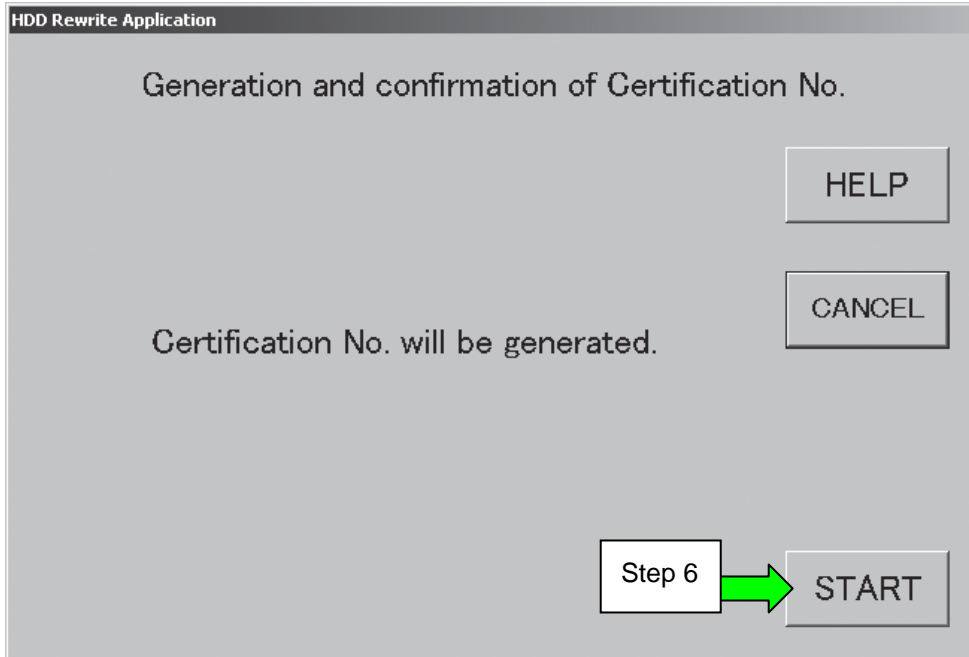 HDD Rewrite Application
Generation and confirmation of Certification No.
HELP
CANCEL
Certification No. will be generated.
Step 6
START